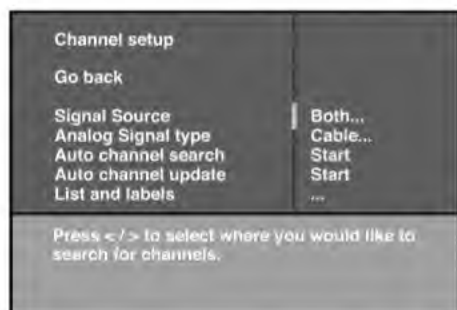 Channel setup
Go back
Signal Source Both...
Analog Signal type Cable...
Auto channel search Start
Auto channel update Start
List and labels ...
Press < / > to select where you would like to
search for channels.